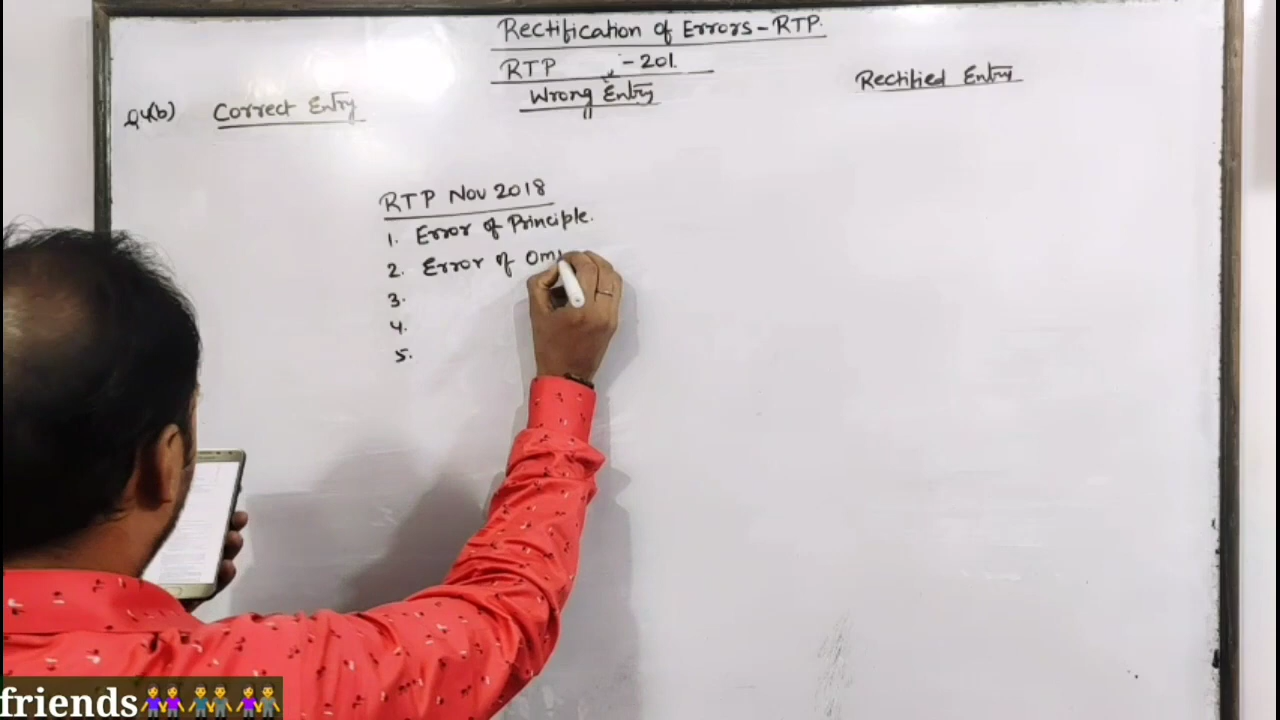 Rectification of Errors - RTP.
RTP - 201
Wrong Entry
Rectified Entry
Q4(b) Correct Entry
RTP Nov 2018
1. Error of Principle.
2. Error of Om
3.
4.
5.
friends👭👫👫